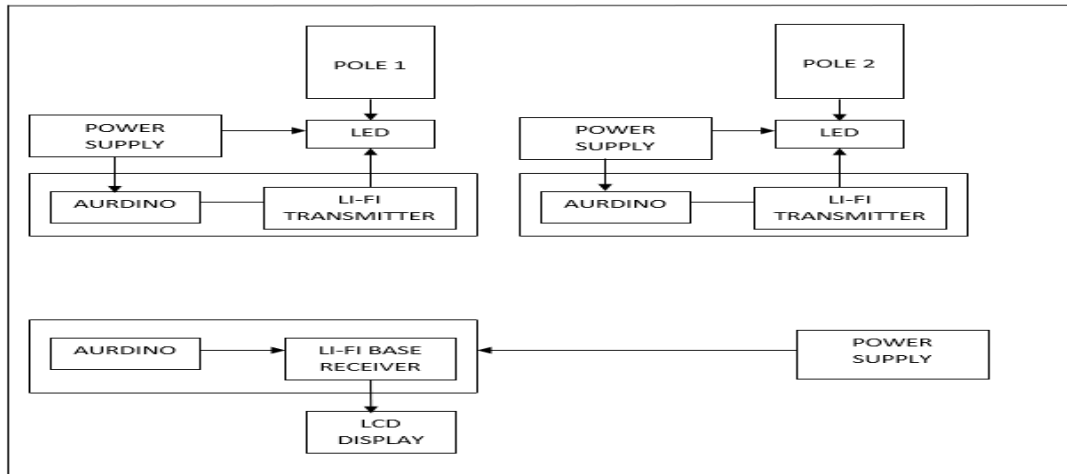 POLE 1
POLE 2
POWER
SUPPLY
LED
POWER
SUPPLY
LED
AURDINO
LI-FI
TRANSMITTER
AURDINO
LI-FI
TRANSMITTER
AURDINO
LI-FI BASE
RECEIVER
POWER
SUPPLY
LCD
DISPLAY